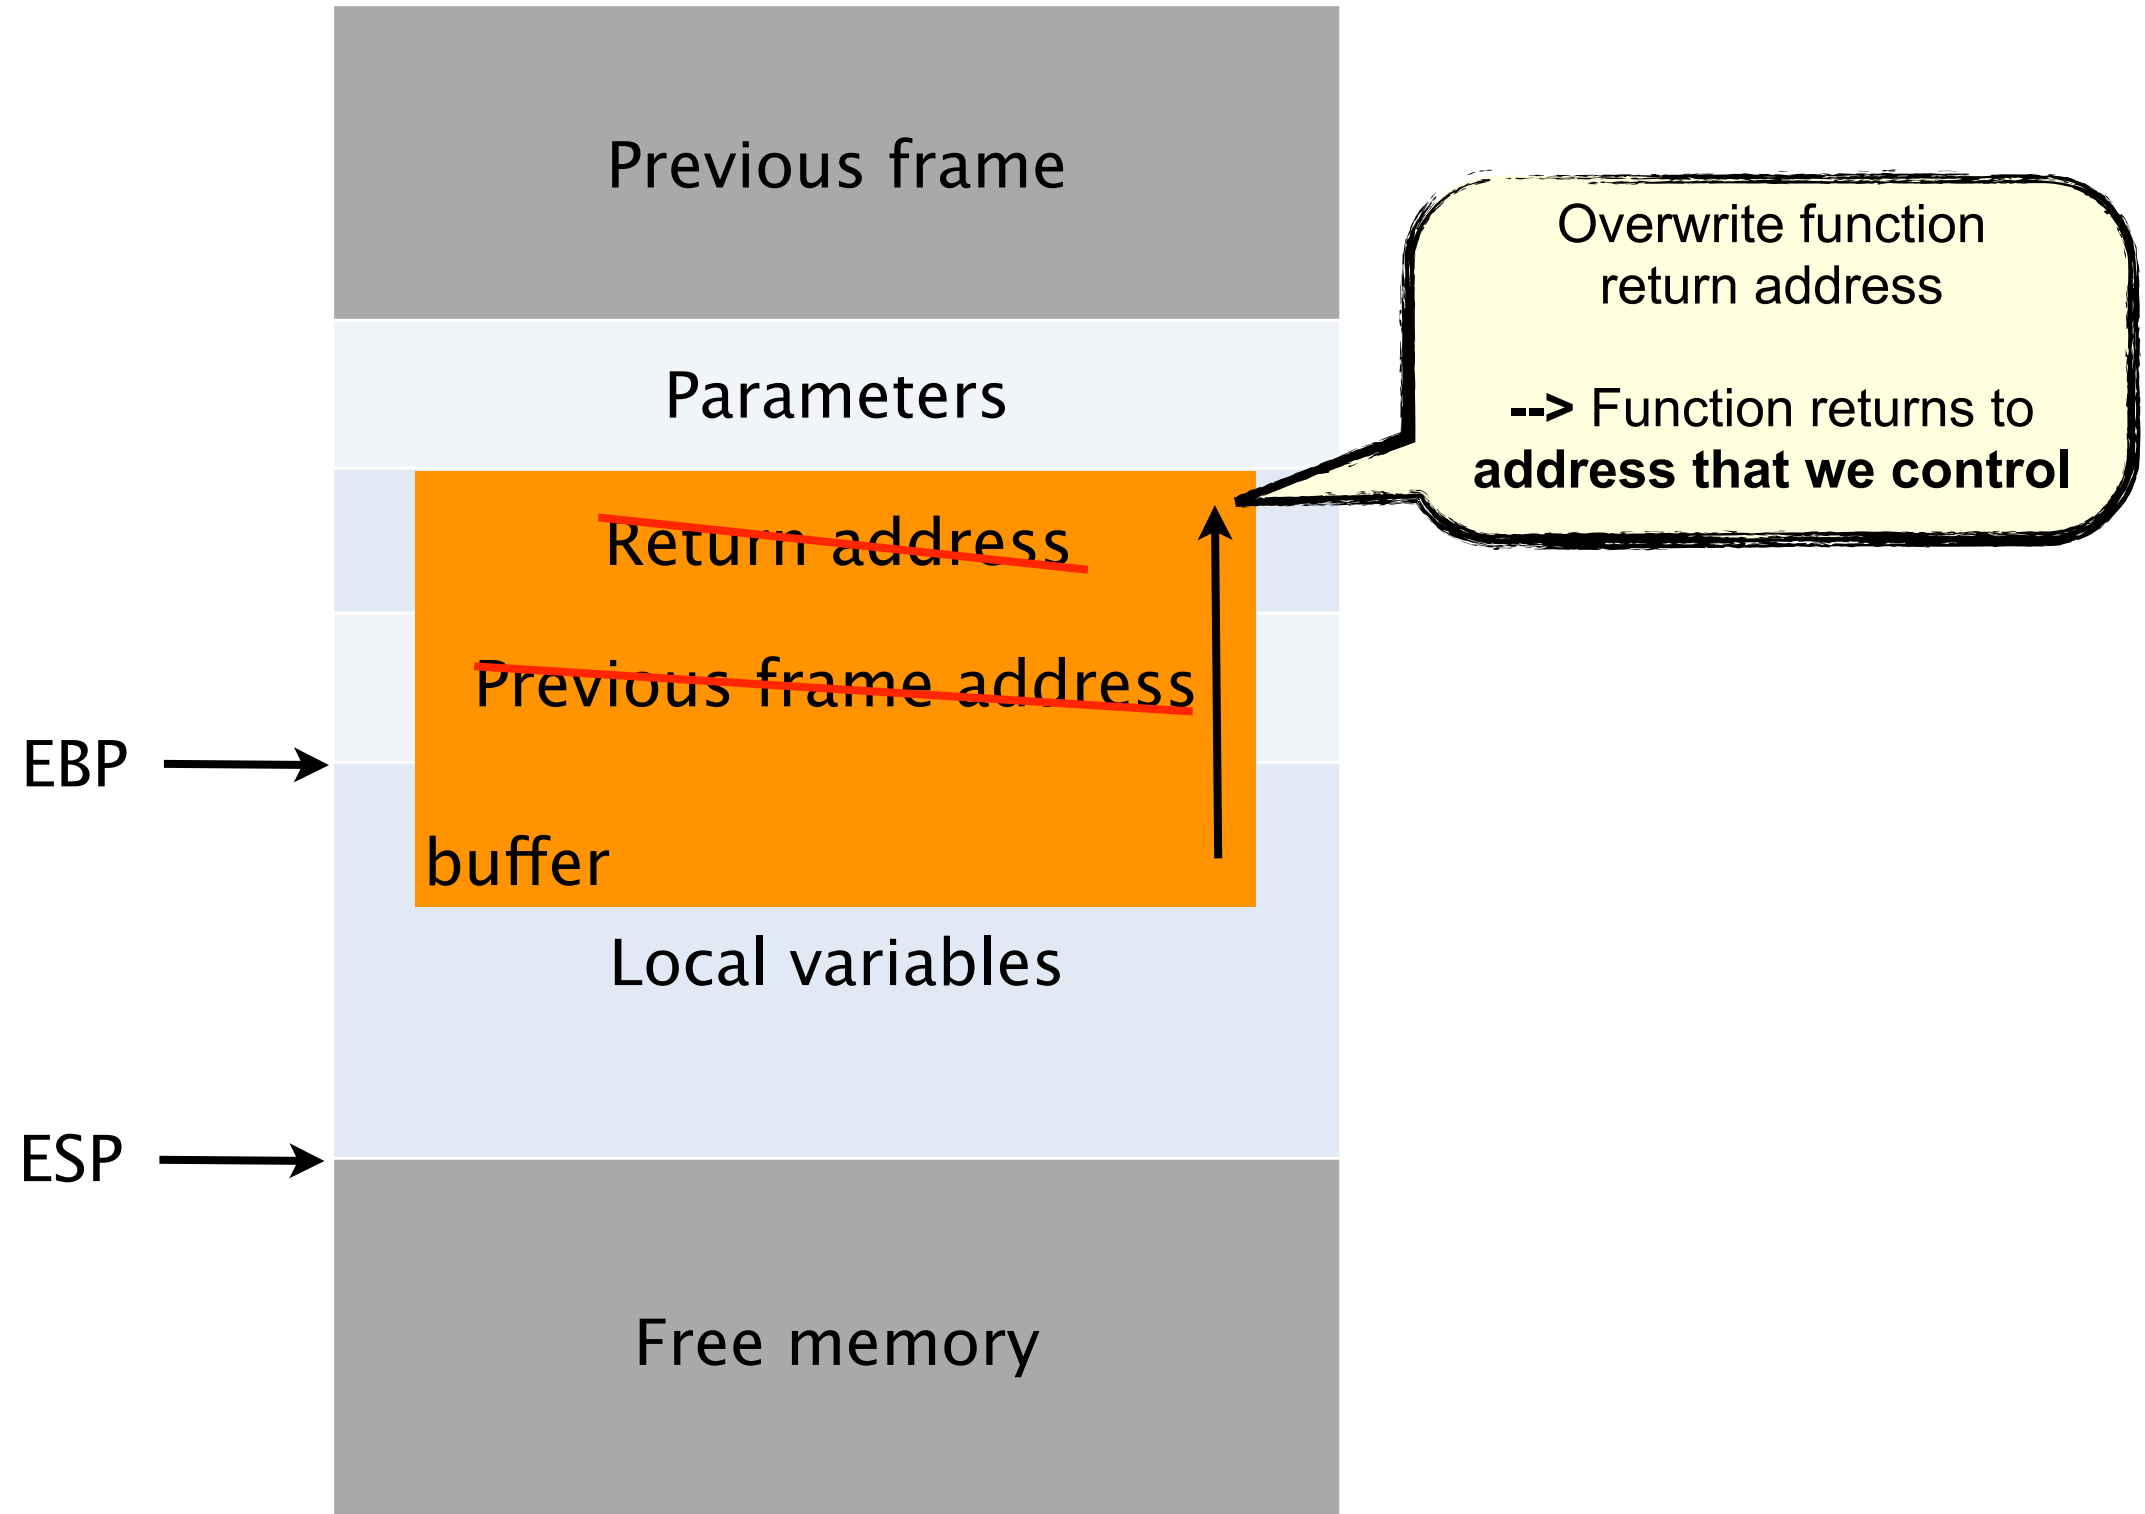 Previous frame
Overwrite function
return address
--> Function returns to
address that we control
Parameters
Return address
Previous frame address
EBP
buffer
Local variables
ESP
Free memory